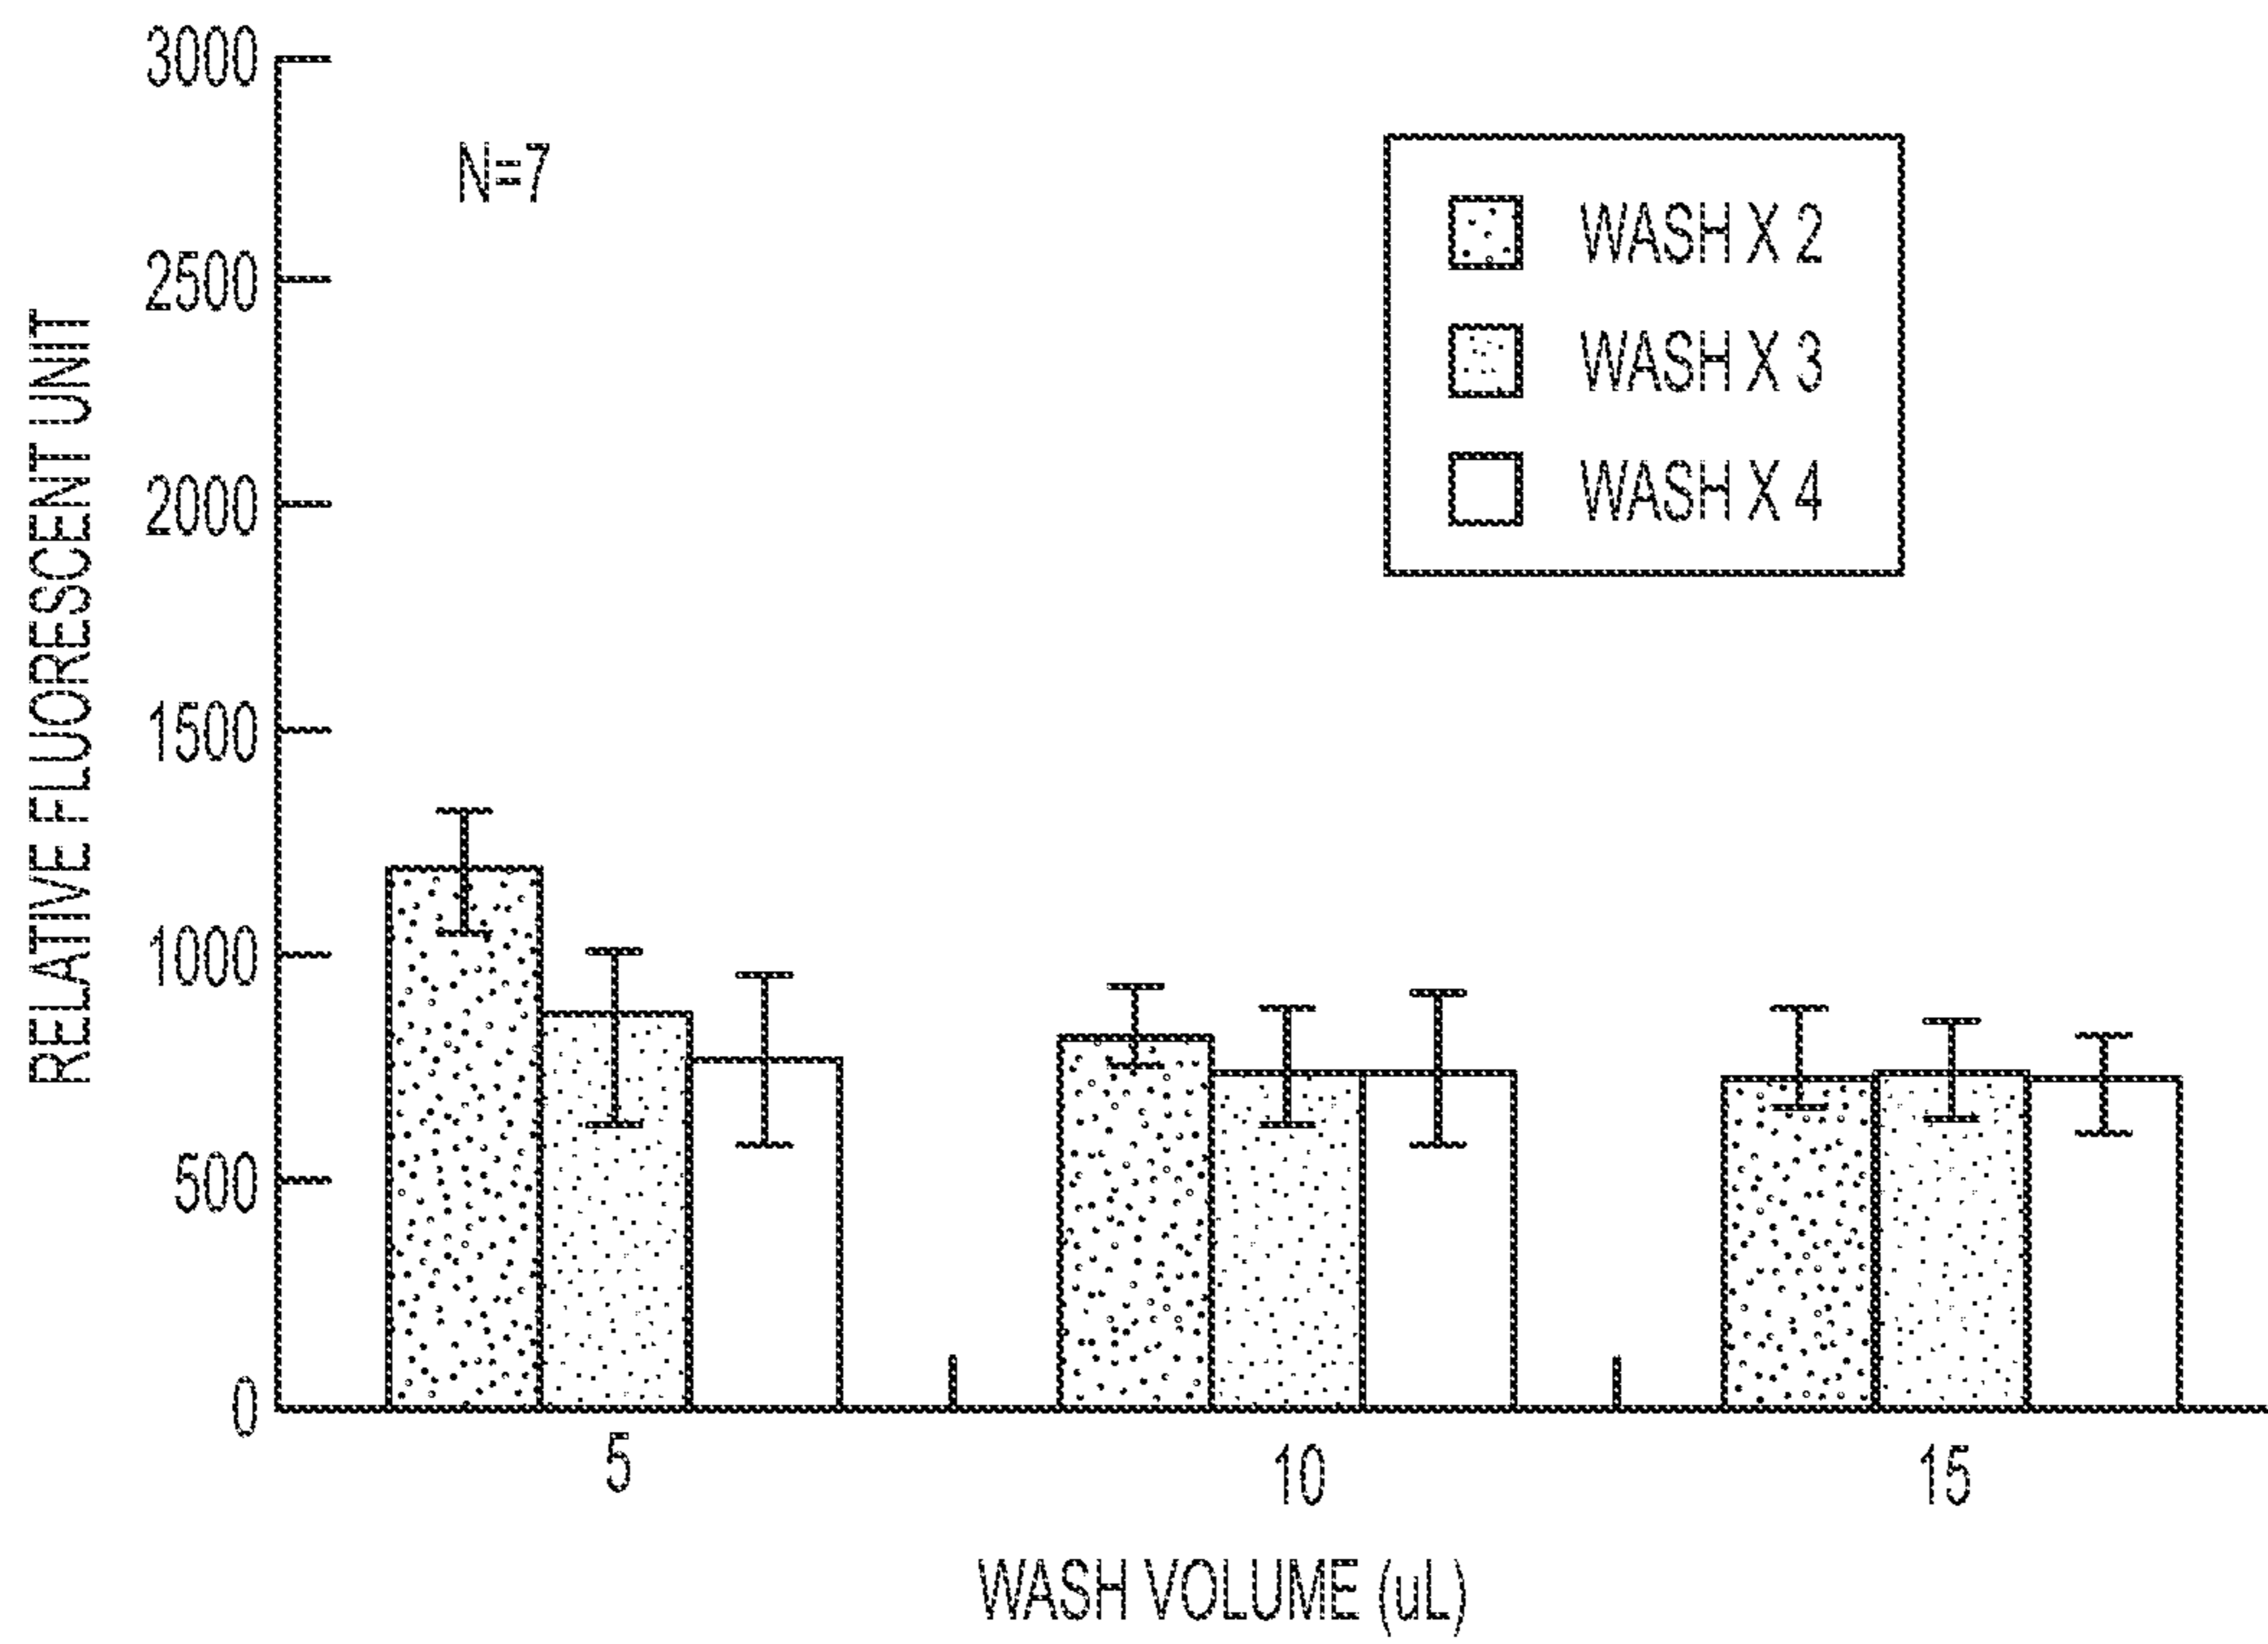 3000
2500
2000
1500
1000
500
0
RELATIVE FLUORESCENT UNIT
N=7
WASH X 2
WASH X 3
WASH X 4
5
10
15
WASH VOLUME (uL)